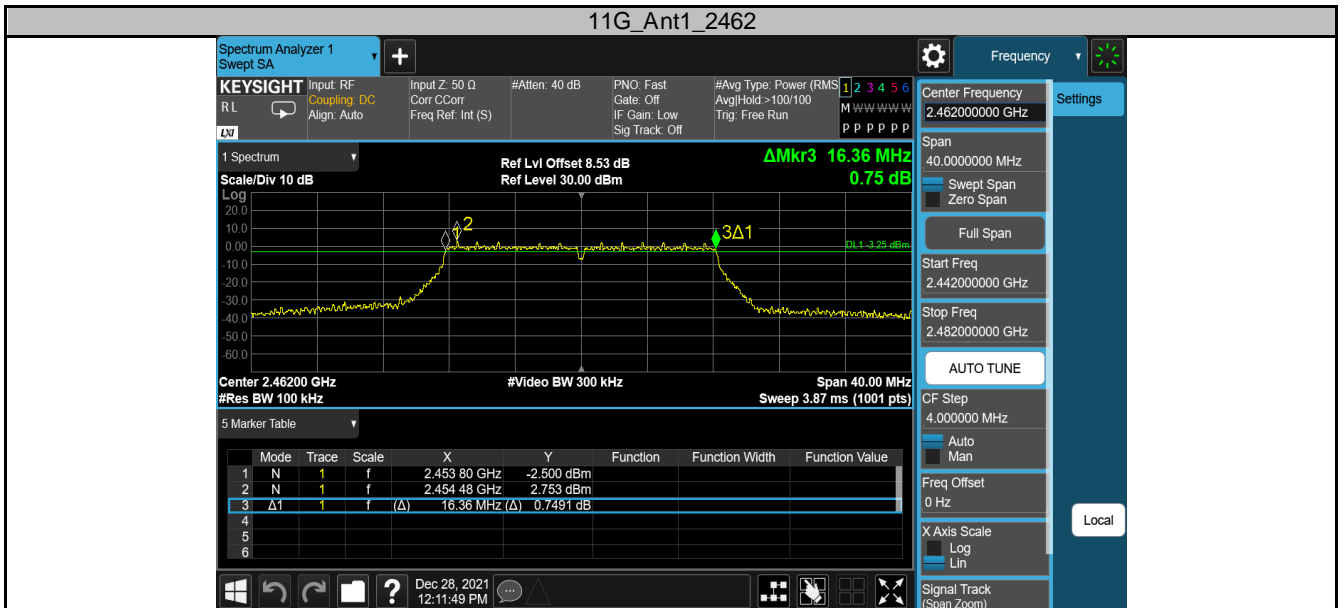 11G_Ant1_2462
Spectrum Analyzer 1
Swept SA
+
Frequency
KEYSIGHT
R L
LXI
Input: RF
Coupling: DC
Align: Auto
Input Z: 50 Ω
Corr CCorr
Freq Ref: Int (S)
#Atten: 40 dB
PNO: Fast
Gate: Off
IF Gain: Low
Sig Track: Off
#Avg Type: Power (RMS
Avg|Hold:>100/100
Trig: Free Run
1 2 3 4 5 6
M W W W W W
P P P P P P
Center Frequency
2.462000000 GHz
Settings
Span
40.0000000 MHz
Swept Span
Zero Span
Full Span
Start Freq
2.442000000 GHz
Stop Freq
2.482000000 GHz
AUTO TUNE
CF Step
4.000000 MHz
Auto
Man
Freq Offset
0 Hz
X Axis Scale
Log
Lin
Local
Signal Track
(Span Zoom)
1 Spectrum
Scale/Div 10 dB
Ref Lvl Offset 8.53 dB
Ref Level 30.00 dBm
ΔMkr3 16.36 MHz
0.75 dB
Log
20.0
10.0
0.00
-10.0
-20.0
-30.0
-40.0
-50.0
-60.0
1
2
3Δ1
DL1 -3.25 dBm
Center 2.46200 GHz
#Video BW 300 kHz
Span 40.00 MHz
#Res BW 100 kHz
Sweep 3.87 ms (1001 pts)
5 Marker Table
Mode Trace Scale X Y Function Function Width Function Value
1 N 1 f 2.453 80 GHz -2.500 dBm
2 N 1 f 2.454 48 GHz 2.753 dBm
3 Δ1 1 f (Δ) 16.36 MHz (Δ) 0.7491 dB
4
5
6
?
Dec 28, 2021
12:11:49 PM